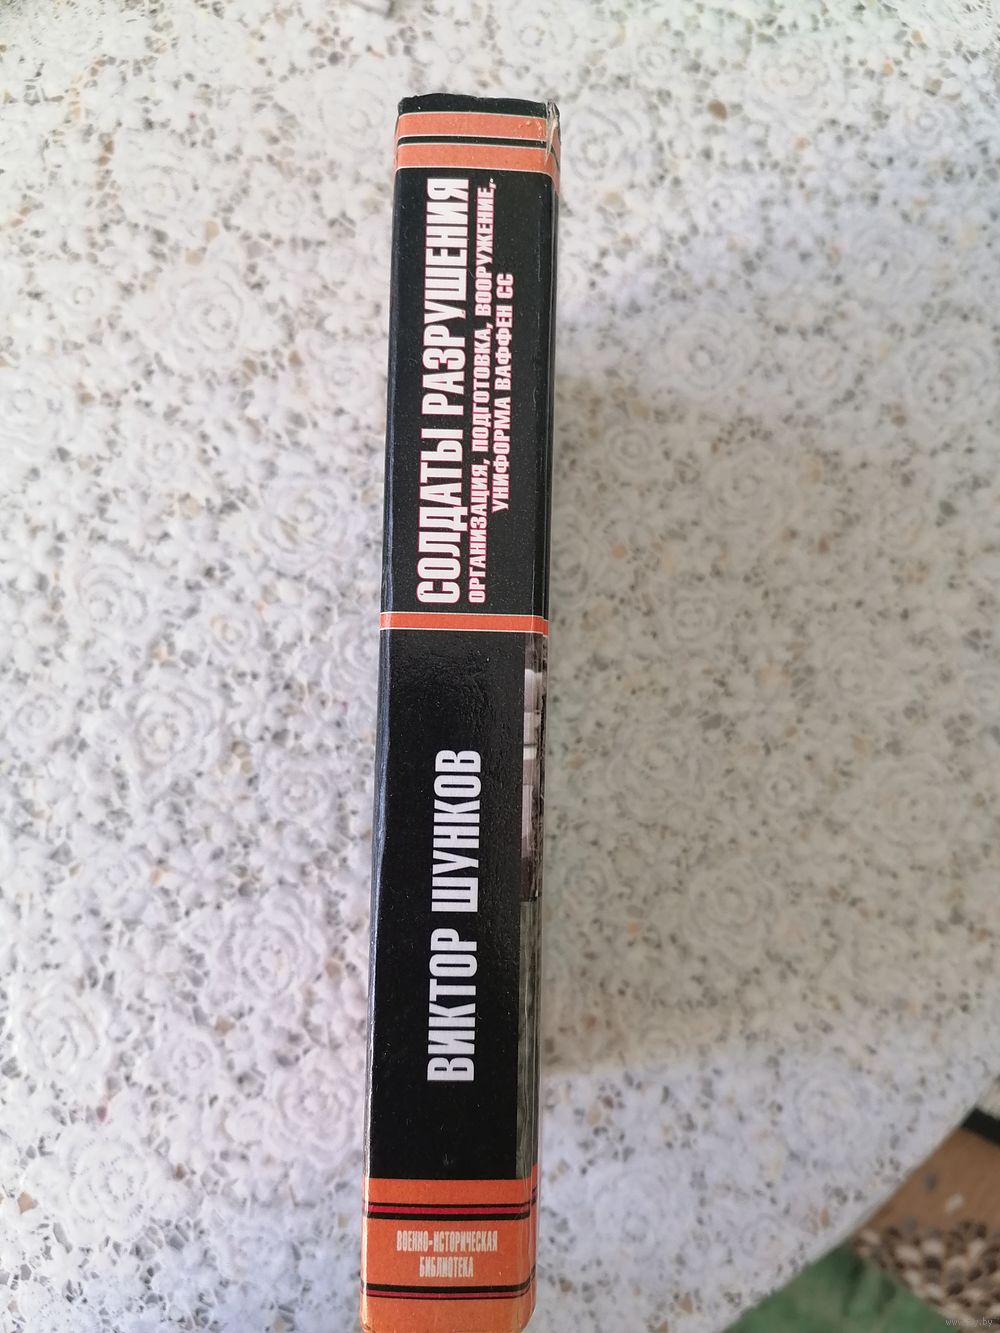 ВИКТОР ШУНКОВ
СОЛДАТЫ РАЗРУШЕНИЯ
ОРГАНИЗАЦИЯ, ПОДГОТОВКА, ВООРУЖЕНИЕ,.
УНИФОРМА ВАФФЕН СС
ВОЕННО-ИСТОРИЧЕСКАЯ
БИБЛИОТЕКА